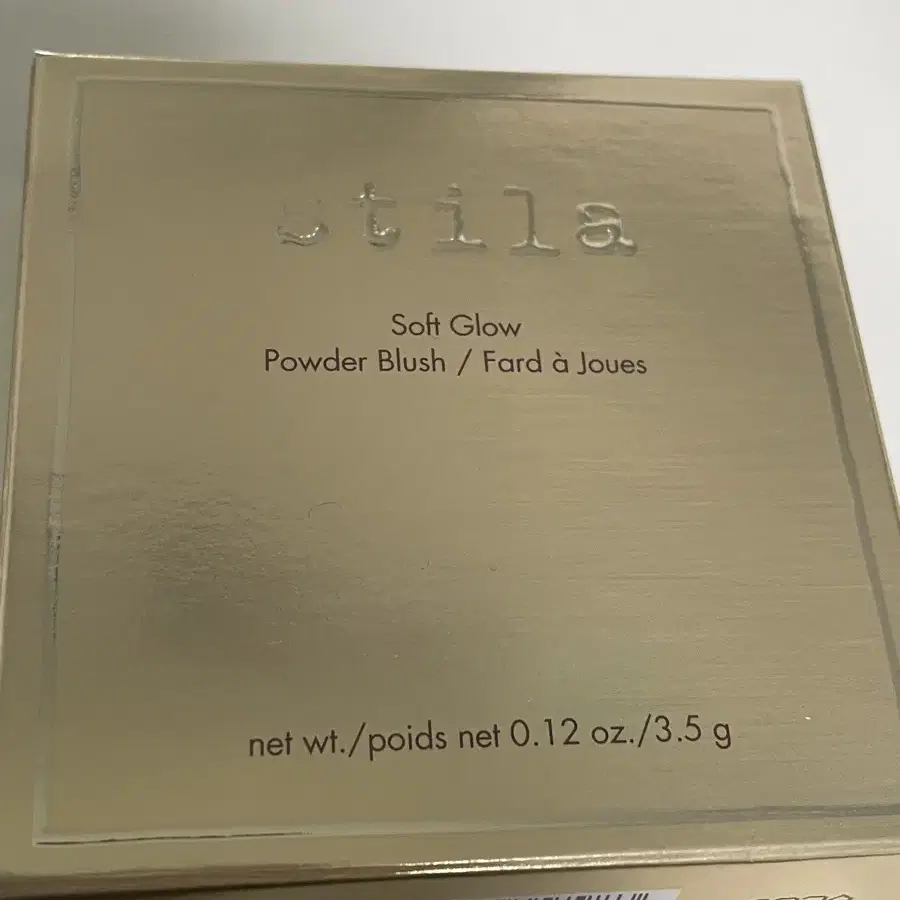 stila
Soft Glow
Powder Blush / Fard à Joues
net wt./poids net 0.12 oz./3.5 g